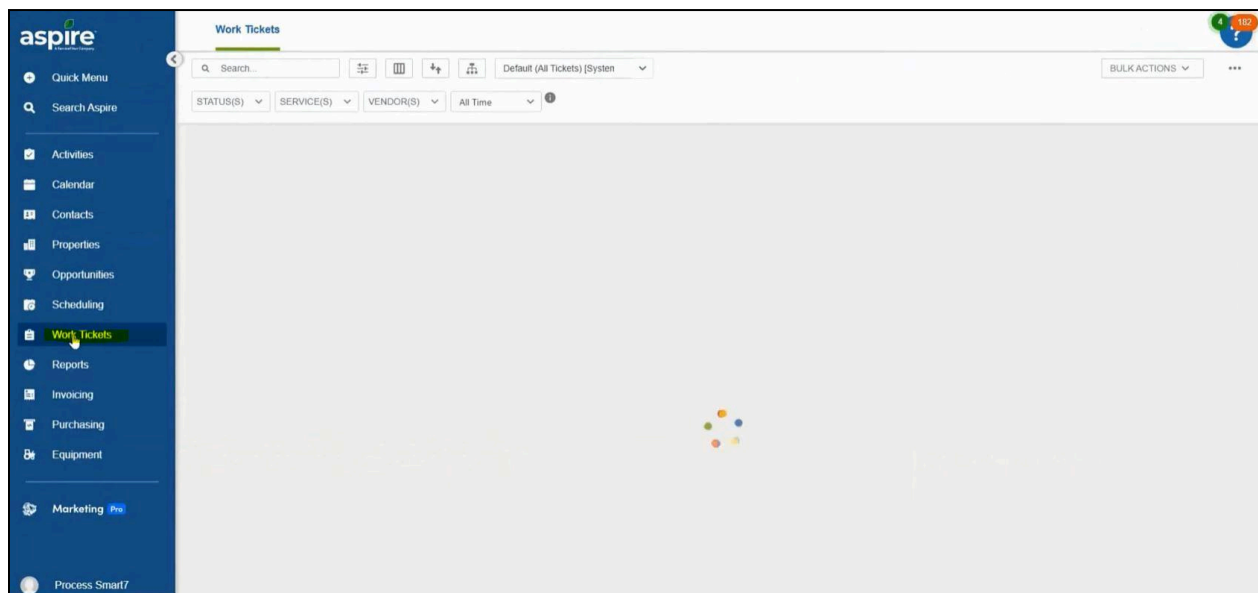 aspire
Work Tickets
4
182
?
Quick Menu
Search...
Default (All Tickets) [System
BULK ACTIONS
Search Aspire
STATUS(S)
SERVICE(S)
VENDOR(S)
All Time
Activities
Calendar
Contacts
Properties
Opportunities
Scheduling
Work Tickets
Reports
Invoicing
Purchasing
Equipment
Marketing Pro
Process Smart7